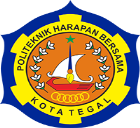 POLITEKNIK HARAPAN BERSAMA
KOTA TEGAL